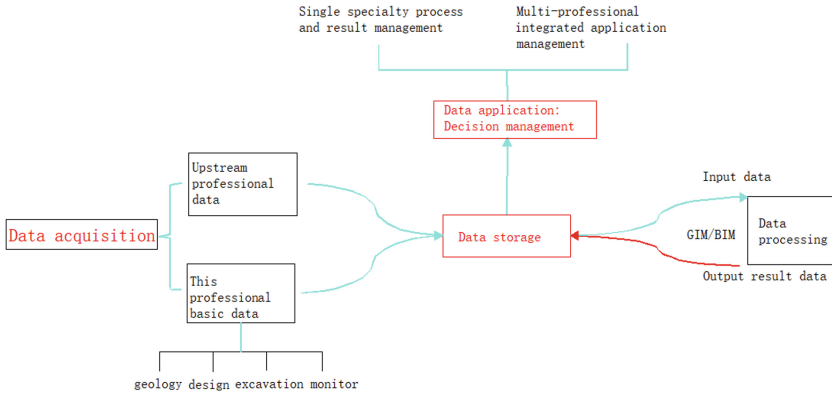 Single specialty process
and result management
Multi-professional
integrated application
management
Data application:
Decision management
Upstream
professional
data
Input data
Data acquisition
Data storage
GIM/BIM
Data
processing
Output result data
This
professional
basic data
geology design excavation monitor